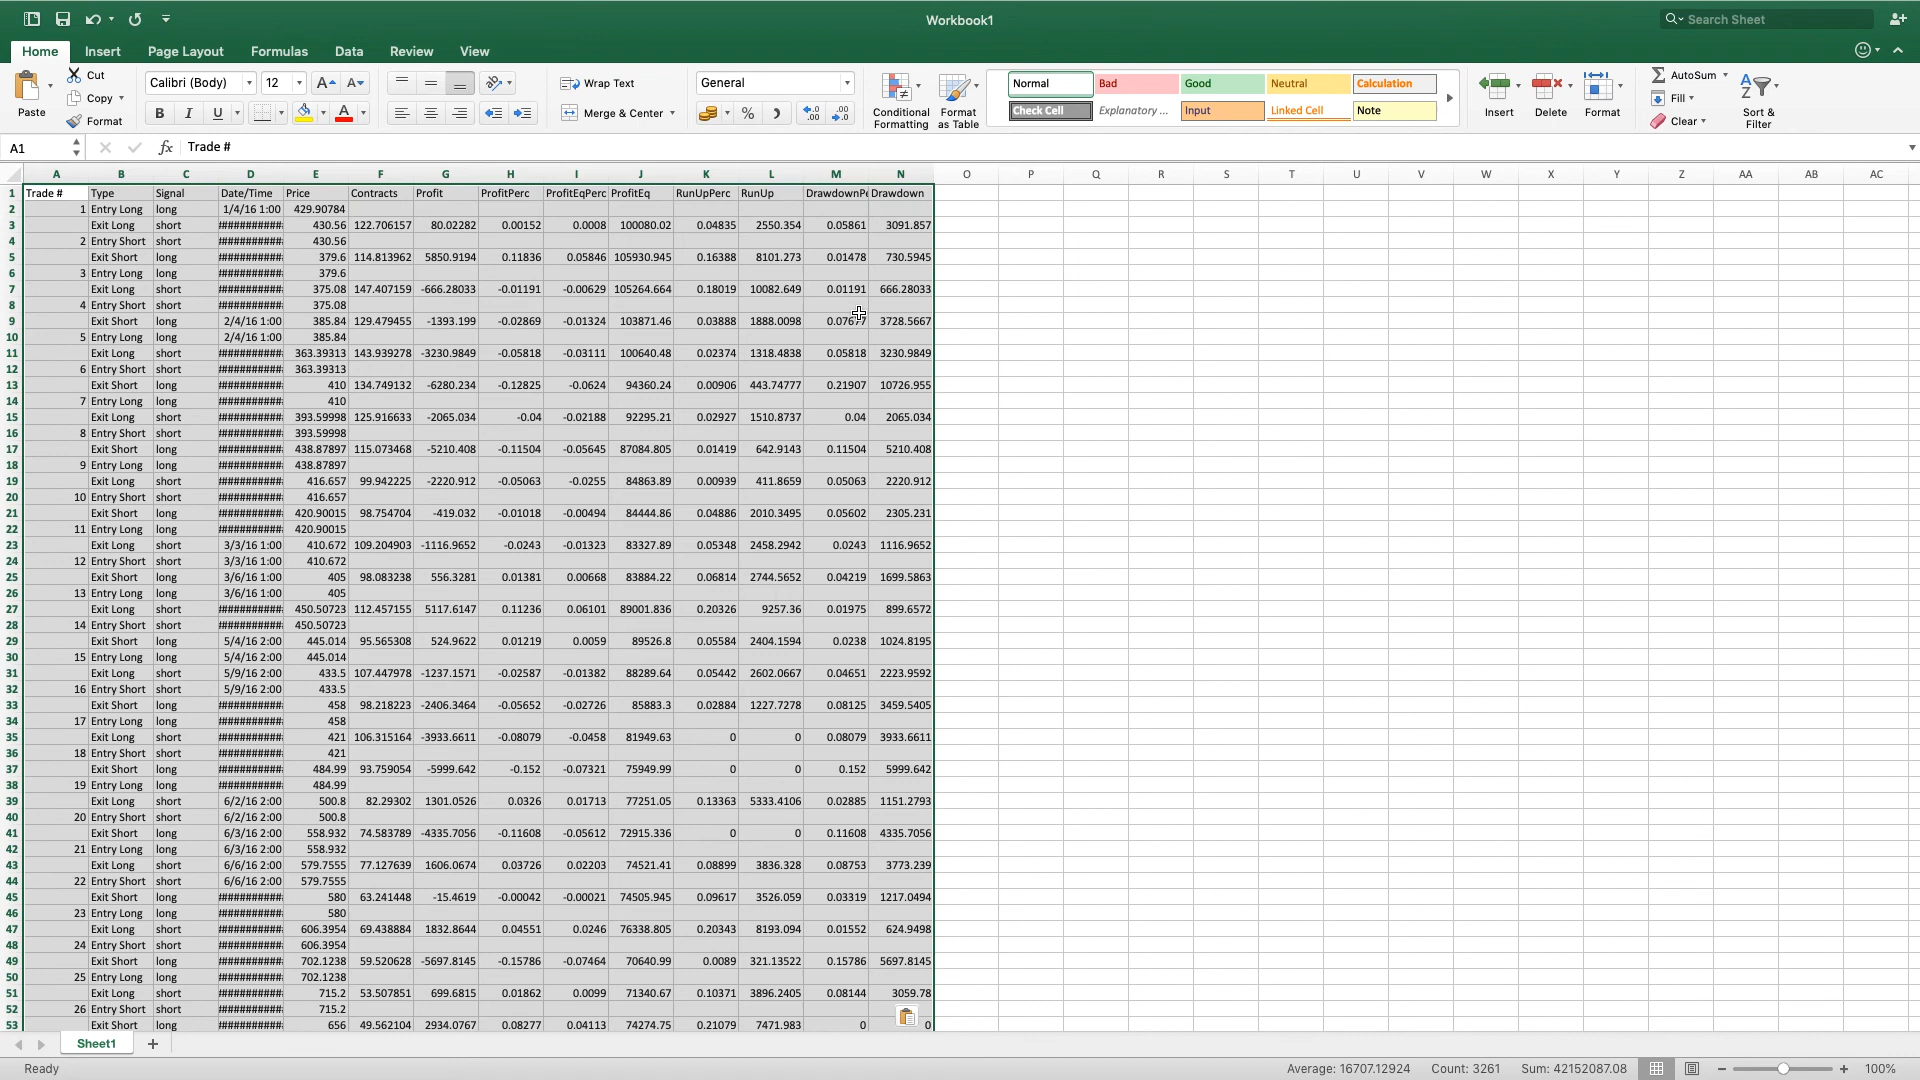 Workbook1
Search Sheet
Home Insert Page Layout Formulas Data Review View
Paste Cut Copy Format
Calibri (Body) 12
Wrap Text
Merge & Center
General
Conditional Formatting
Format as Table
Normal Bad Good Neutral Calculation
Check Cell Explanatory ... Input Linked Cell Note
Insert Delete Format
AutoSum
Fill
Clear
Sort & Filter
A1 fx Trade #
A B C D E F G H I J K L M N O P Q R S T U V W X Y Z AA AB AC
1 Trade # Type Signal Date/Time Price Contracts Profit ProfitPerc ProfitEqPerc ProfitEq RunUpPerc RunUp DrawdownPe Drawdown
2 1 Entry Long long 1/4/16 1:00 429.90784
3 Exit Long short ########### 430.56 122.706157 80.02282 0.00152 0.0008 100080.02 0.04835 2550.354 0.05861 3091.857
4 2 Entry Short short ########### 430.56
5 Exit Short long ########### 379.6 114.813962 5850.9194 0.11836 0.05846 105930.945 0.16388 8101.273 0.01478 730.5945
6 3 Entry Long long ########### 379.6
7 Exit Long short ########### 375.08 147.407159 -666.28033 -0.01191 -0.00629 105264.664 0.18019 10082.649 0.01191 666.28033
8 4 Entry Short short ########### 375.08
9 Exit Short long 2/4/16 1:00 385.84 129.479455 -1393.199 -0.02869 -0.01324 103871.46 0.03888 1888.0098 0.07677 3728.5667
10 5 Entry Long long 2/4/16 1:00 385.84
11 Exit Long short ########### 363.39313 143.939278 -3230.9849 -0.05818 -0.03111 100640.48 0.02374 1318.4838 0.05818 3230.9849
12 6 Entry Short short ########### 363.39313
13 Exit Short long ########### 410 134.749132 -6280.234 -0.12825 -0.0624 94360.24 0.00906 443.74777 0.21907 10726.955
14 7 Entry Long long ########### 410
15 Exit Long short ########### 393.59998 125.916633 -2065.034 -0.04 -0.02188 92295.21 0.02927 1510.8737 0.04 2065.034
16 8 Entry Short short ########### 393.59998
17 Exit Short long ########### 438.87897 115.073468 -5210.408 -0.11504 -0.05645 87084.805 0.01419 642.9143 0.11504 5210.408
18 9 Entry Long long ########### 438.87897
19 Exit Long short ########### 416.657 99.942225 -2220.912 -0.05063 -0.0255 84863.89 0.00939 411.8659 0.05063 2220.912
20 10 Entry Short short ########### 416.657
21 Exit Short long ########### 420.90015 98.754704 -419.032 -0.01018 -0.00494 84444.86 0.04886 2010.3495 0.05602 2305.231
22 11 Entry Long long ########### 420.90015
23 Exit Long short 3/3/16 1:00 410.672 109.204903 -1116.9652 -0.0243 -0.01323 83327.89 0.05348 2458.2942 0.0243 1116.9652
24 12 Entry Short short 3/3/16 1:00 410.672
25 Exit Short long 3/6/16 1:00 405 98.083238 556.3281 0.01381 0.00668 83884.22 0.06814 2744.5652 0.04219 1699.5863
26 13 Entry Long long 3/6/16 1:00 405
27 Exit Long short ########### 450.50723 112.457155 5117.6147 0.11236 0.06101 89001.836 0.20326 9257.36 0.01975 899.6572
28 14 Entry Short short ########### 450.50723
29 Exit Short long 5/4/16 2:00 445.014 95.565308 524.9622 0.01219 0.0059 89526.8 0.05584 2404.1594 0.0238 1024.8195
30 15 Entry Long long 5/4/16 2:00 445.014
31 Exit Long short 5/9/16 2:00 433.5 107.447978 -1237.1571 -0.02587 -0.01382 88289.64 0.05442 2602.0667 0.04651 2223.9592
32 16 Entry Short short 5/9/16 2:00 433.5
33 Exit Short long ########### 458 98.218223 -2406.3464 -0.05652 -0.02726 85883.3 0.02884 1227.7278 0.08125 3459.5405
34 17 Entry Long long ########### 458
35 Exit Long short ########### 421 106.315164 -3933.6611 -0.08079 -0.0458 81949.63 0 0 0.08079 3933.6611
36 18 Entry Short short ########### 421
37 Exit Short long ########### 484.99 93.759054 -5999.642 -0.152 -0.07321 75949.99 0 0 0.152 5999.642
38 19 Entry Long long ########### 484.99
39 Exit Long short 6/2/16 2:00 500.8 82.29302 1301.0526 0.0326 0.01713 77251.05 0.13363 5333.4106 0.02885 1151.2793
40 20 Entry Short short 6/2/16 2:00 500.8
41 Exit Short long 6/3/16 2:00 558.932 74.583789 -4335.7056 -0.11608 -0.05612 72915.336 0 0 0.11608 4335.7056
42 21 Entry Long long 6/3/16 2:00 558.932
43 Exit Long short 6/6/16 2:00 579.7555 77.127639 1606.0674 0.03726 0.02203 74521.41 0.08899 3836.328 0.08753 3773.239
44 22 Entry Short short 6/6/16 2:00 579.7555
45 Exit Short long ########### 580 63.241448 -15.4619 -0.00042 -0.00021 74505.945 0.09617 3526.059 0.03319 1217.0494
46 23 Entry Long long ########### 580
47 Exit Long short ########### 606.3954 69.438884 1832.8644 0.04551 0.0246 76338.805 0.20343 8193.094 0.01552 624.9498
48 24 Entry Short short ########### 606.3954
49 Exit Short long ########### 702.1238 59.520628 -5697.8145 -0.15786 -0.07464 70640.99 0.0089 321.13522 0.15786 5697.8145
50 25 Entry Long long ########### 702.1238
51 Exit Long short ########### 715.2 53.507851 699.6815 0.01862 0.0099 71340.67 0.10371 3896.2405 0.08144 3059.78
52 26 Entry Short short ########### 715.2
53 Exit Short long ########### 656 49.562104 2934.0767 0.08277 0.04113 74274.75 0.21079 7471.983 0 0
Sheet1
Ready Average: 16707.12924 Count: 3261 Sum: 42152087.08 100%